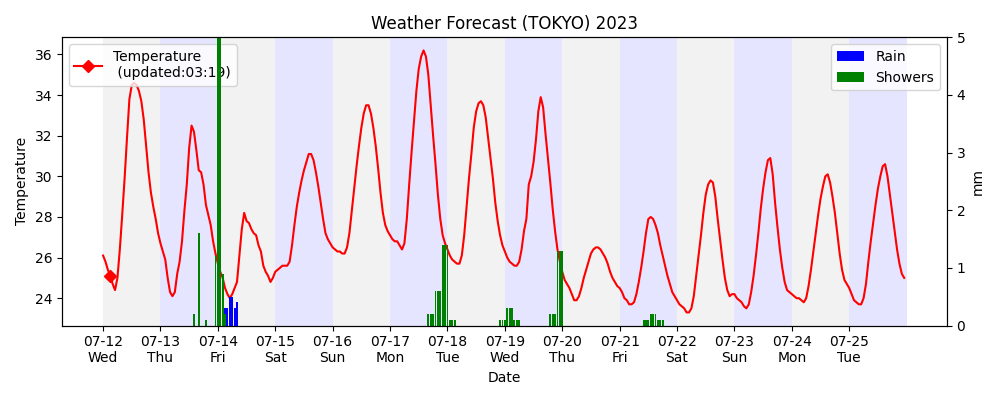 Weather Forecast (TOKYO) 2023
Temperature
(updated:03:19)
Rain
Showers
Temperature
36
34
32
30
28
26
24
5
4
3
2
1
0
mm
07-12 07-13 07-14 07-15 07-16 07-17 07-18 07-19 07-20 07-21 07-22 07-23 07-24 07-25
Wed Thu Fri Sat Sun Mon Tue Wed Thu Fri Sat Sun Mon Tue
Date